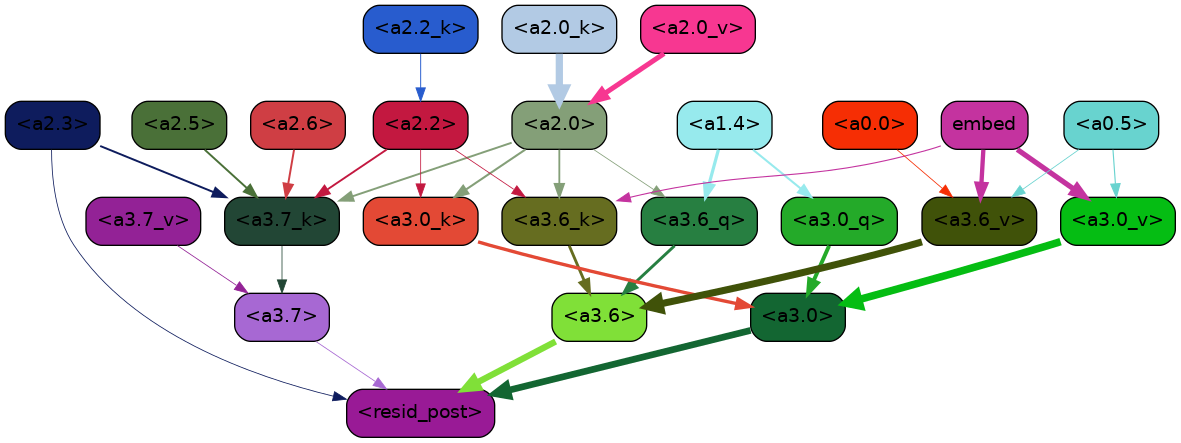 <a2.2_k> <a2.0_k> <a2.0_v>
<a2.3> <a2.5> <a2.6> <a2.2> <a2.0> <a1.4> <a0.0> embed <a0.5>
<a3.7_v> <a3.7_k> <a3.0_k> <a3.6_k> <a3.6_q> <a3.0_q> <a3.6_v> <a3.0_v>
<a3.7> <a3.6> <a3.0>
<resid_post>